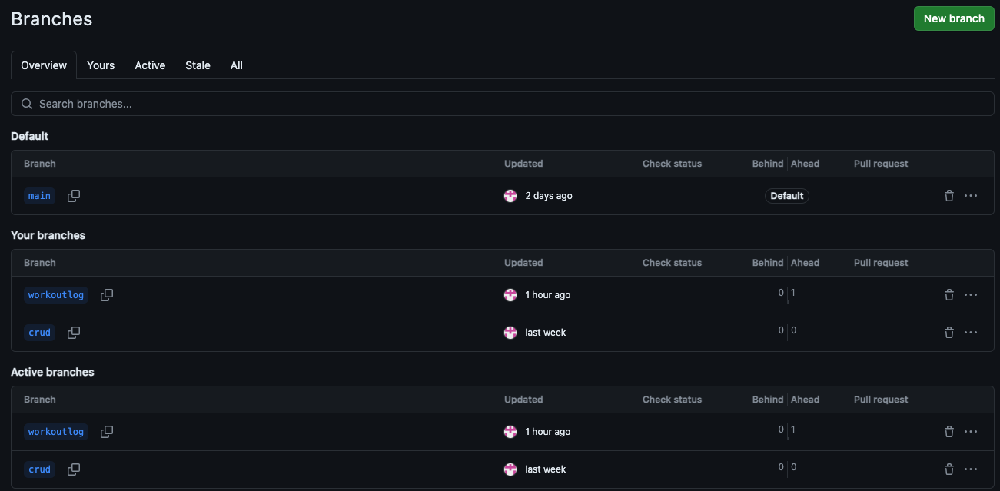 Branches
New branch
Overview Yours Active Stale All
Search branches...
Default
Branch Updated Check status Behind Ahead Pull request
main 2 days ago Default
Your branches
Branch Updated Check status Behind Ahead Pull request
workoutlog 1 hour ago 0 1
crud last week 0 0
Active branches
Branch Updated Check status Behind Ahead Pull request
workoutlog 1 hour ago 0 1
crud last week 0 0